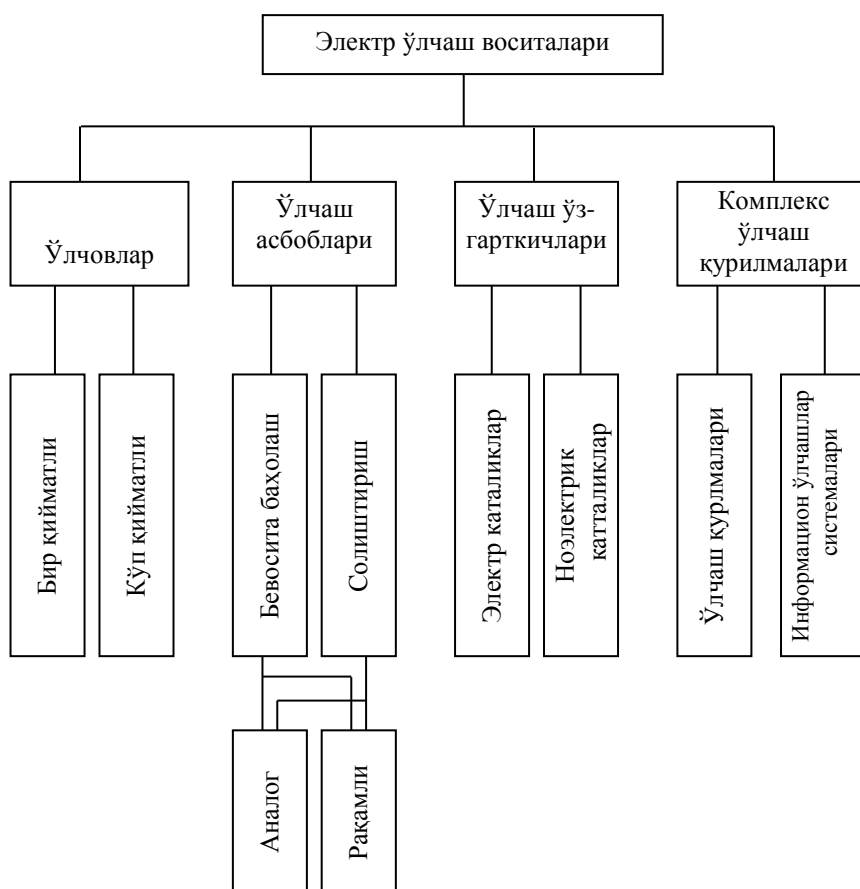 Электр ўлчаш воситалари
Ўлчовлар
Ўлчаш
асбоблари
Ўлчаш ўз-
гарткичлари
Комплекс
ўлчаш
қурилмалари
Бир қийматли
Кўп қийматли
Бевосита баҳолаш
Солиштириш
Электр каталиклар
Ноэлектрик
катталиклар
Ўлчаш қурлмалари
Информацион ўлчашлар
системалари
Аналог
Рақамли